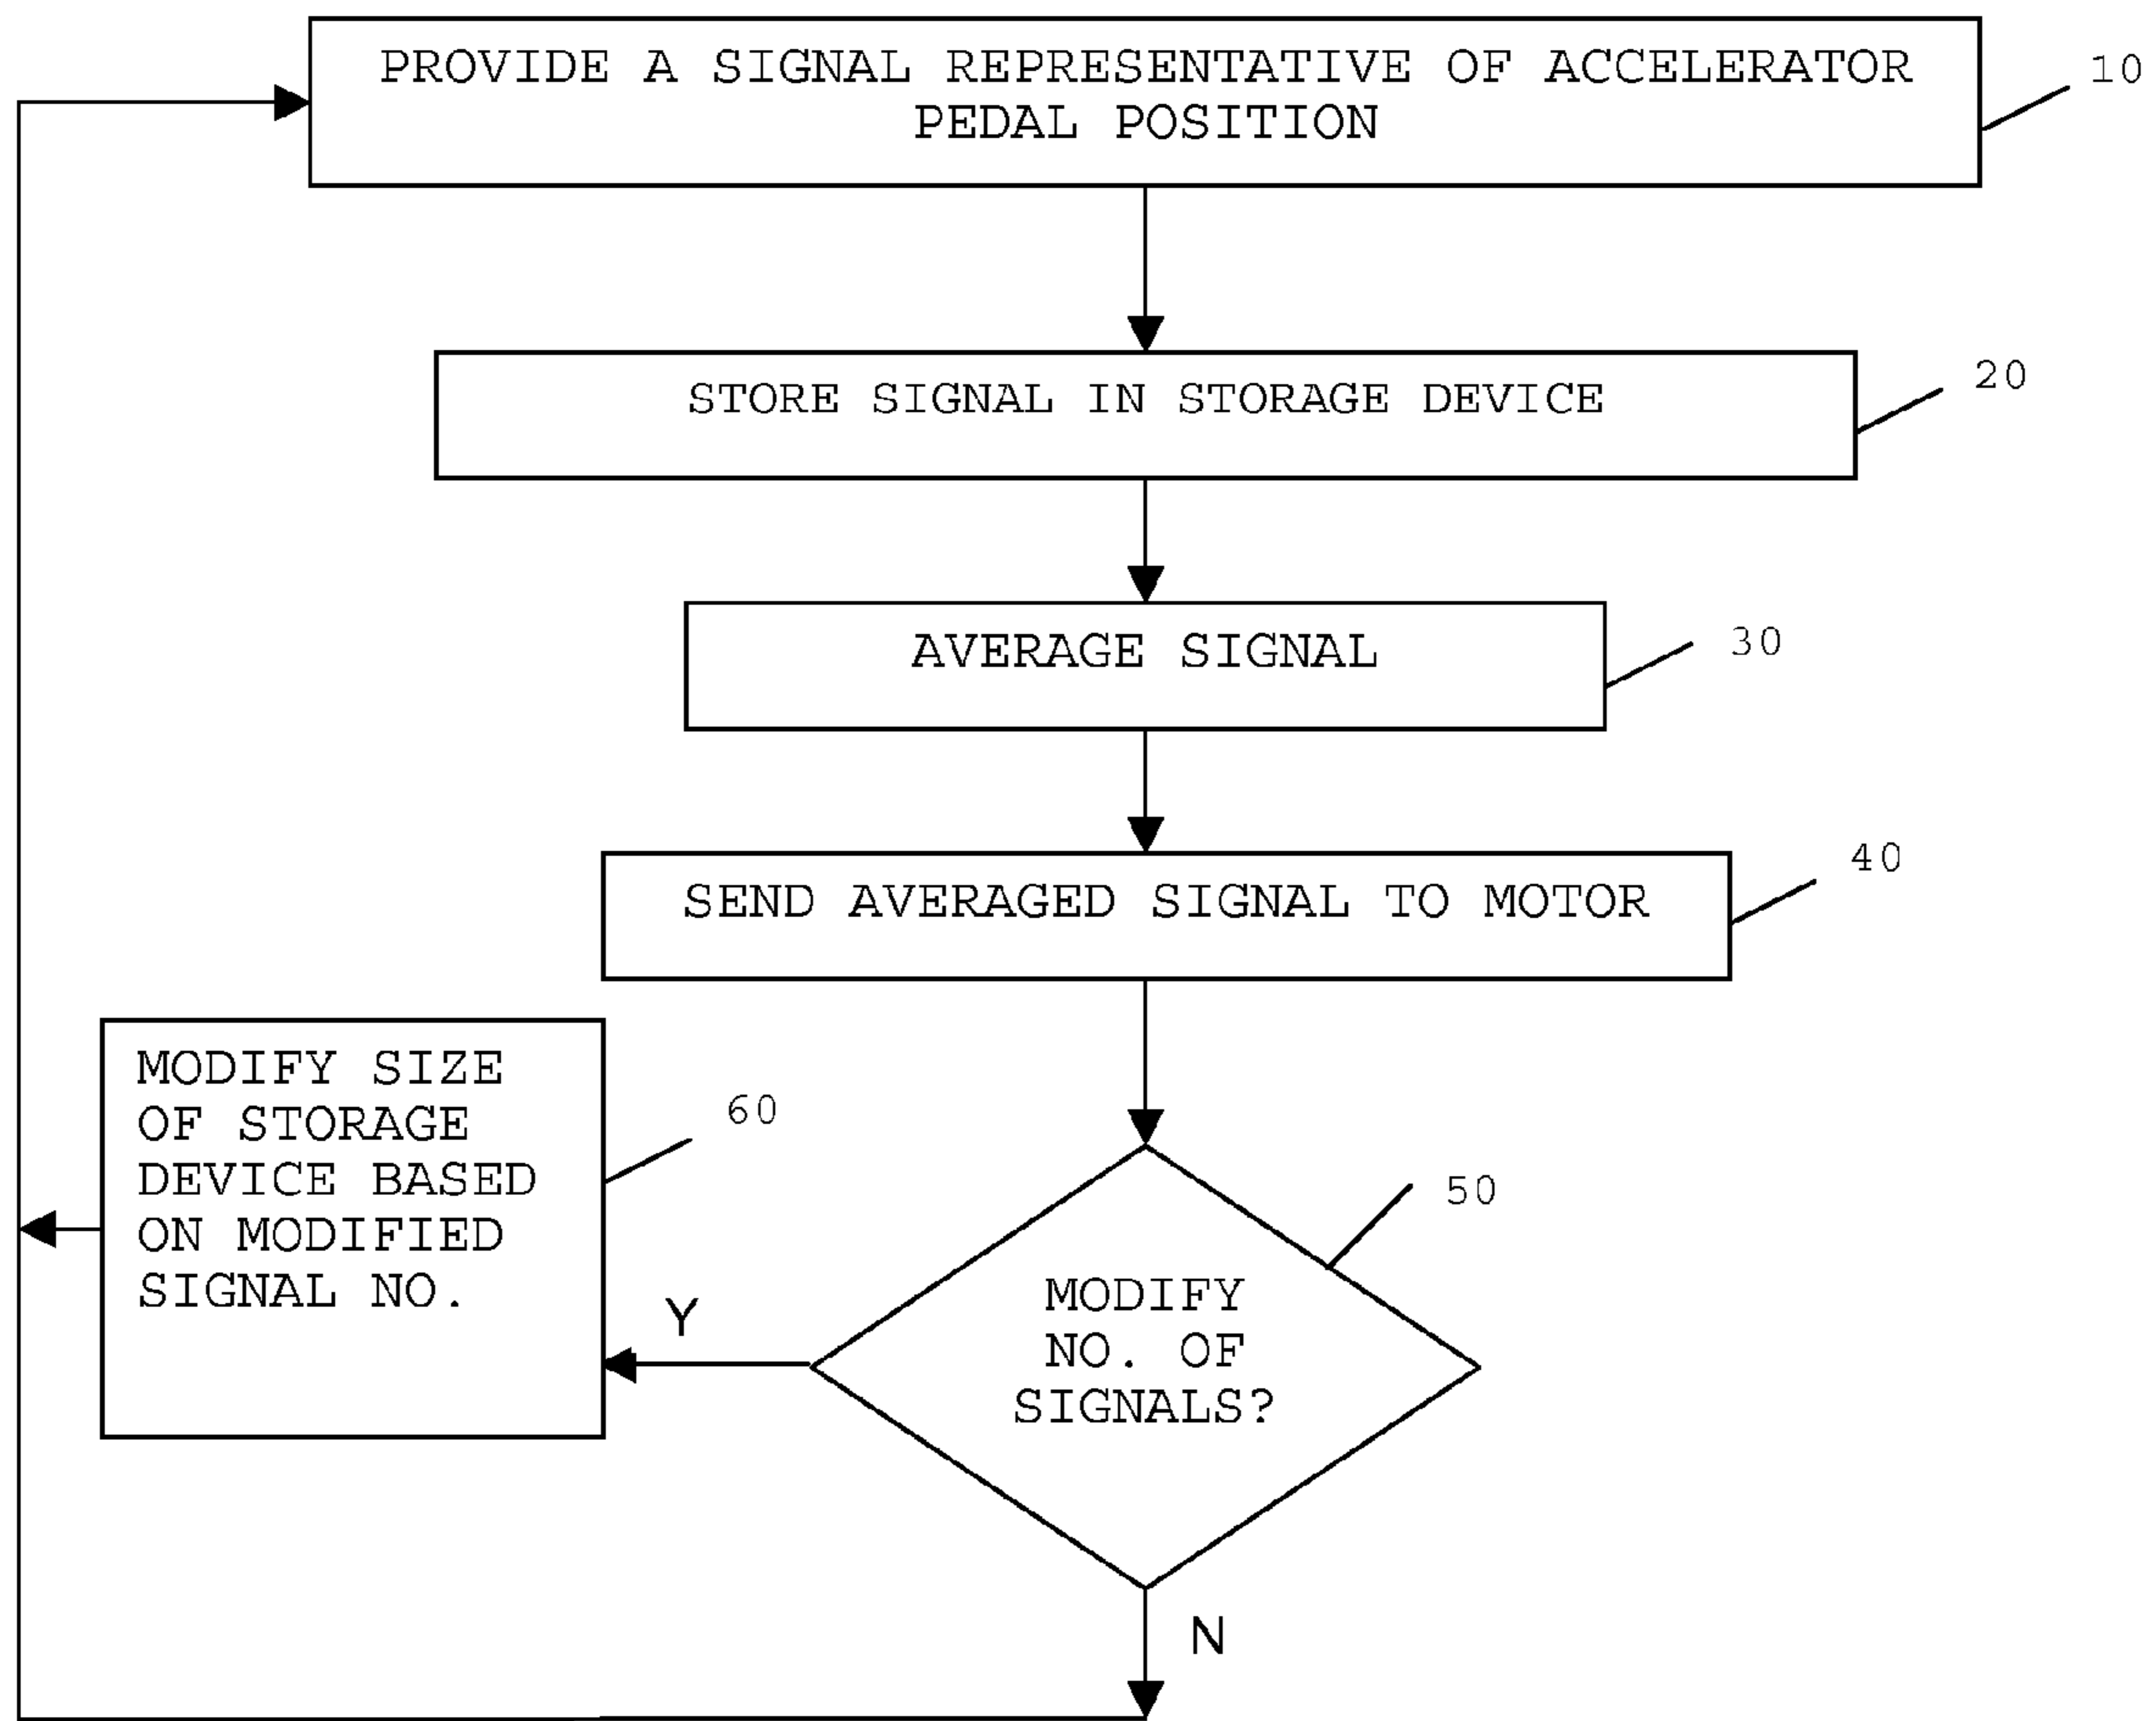 PROVIDE A SIGNAL REPRESENTATIVE OF ACCELERATOR
PEDAL POSITION
10
STORE SIGNAL IN STORAGE DEVICE
20
AVERAGE SIGNAL
30
SEND AVERAGED SIGNAL TO MOTOR
40
MODIFY SIZE
OF STORAGE
DEVICE BASED
ON MODIFIED
SIGNAL NO.
60
50
MODIFY
NO. OF
SIGNALS?
Y
N